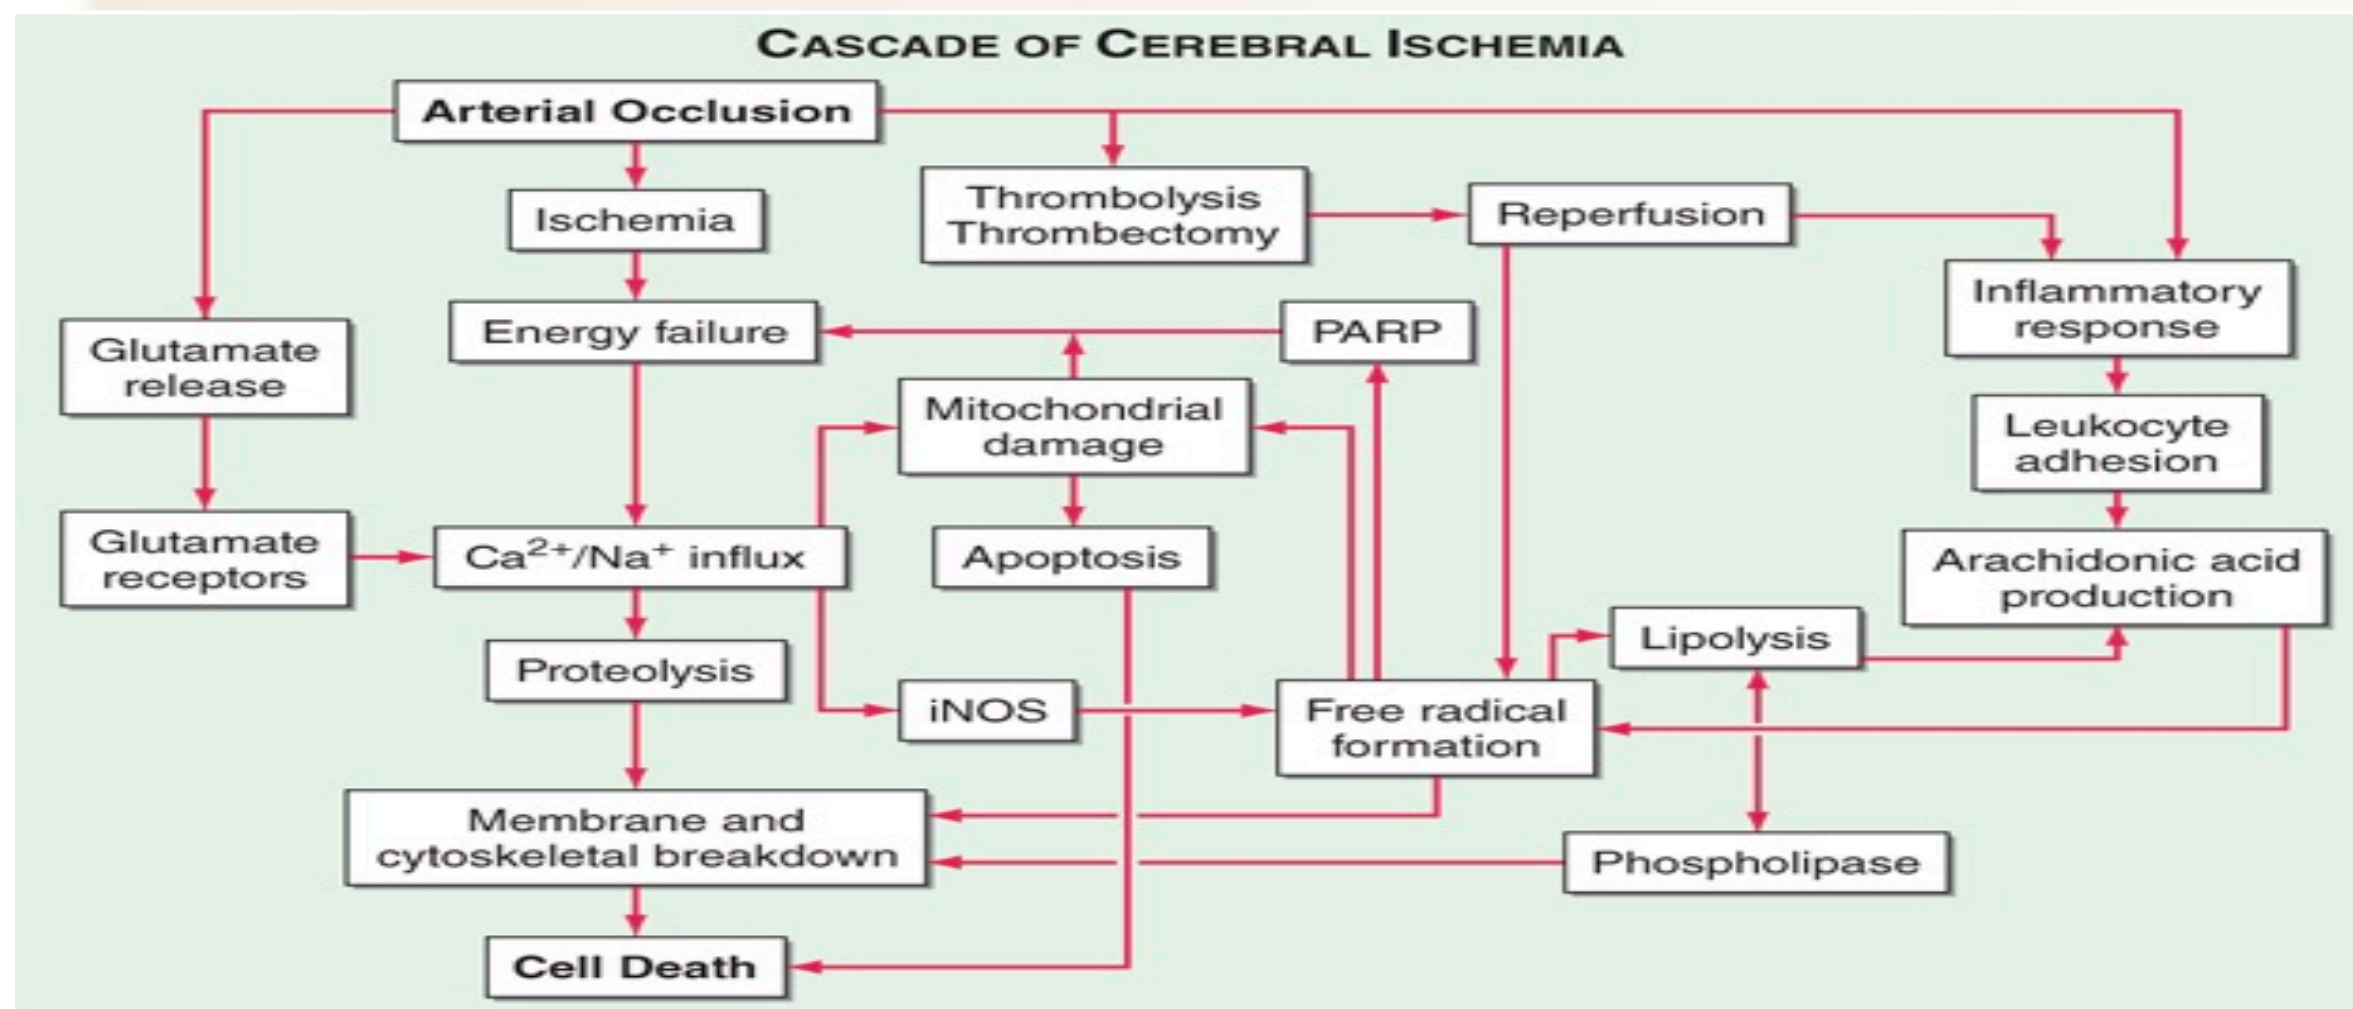 CASCADE OF CEREBRAL ISCHEMIA
Arterial Occlusion
Ischemia
Thrombolysis
Thrombectomy
Reperfusion
Inflammatory
response
Energy failure
PARP
Glutamate
release
Mitochondrial
damage
Leukocyte
adhesion
Glutamate
receptors
Ca²⁺/Na⁺ influx
Apoptosis
Arachidonic acid
production
Lipolysis
Proteolysis
iNOS
Free radical
formation
Membrane and
cytoskeletal breakdown
Phospholipase
Cell Death